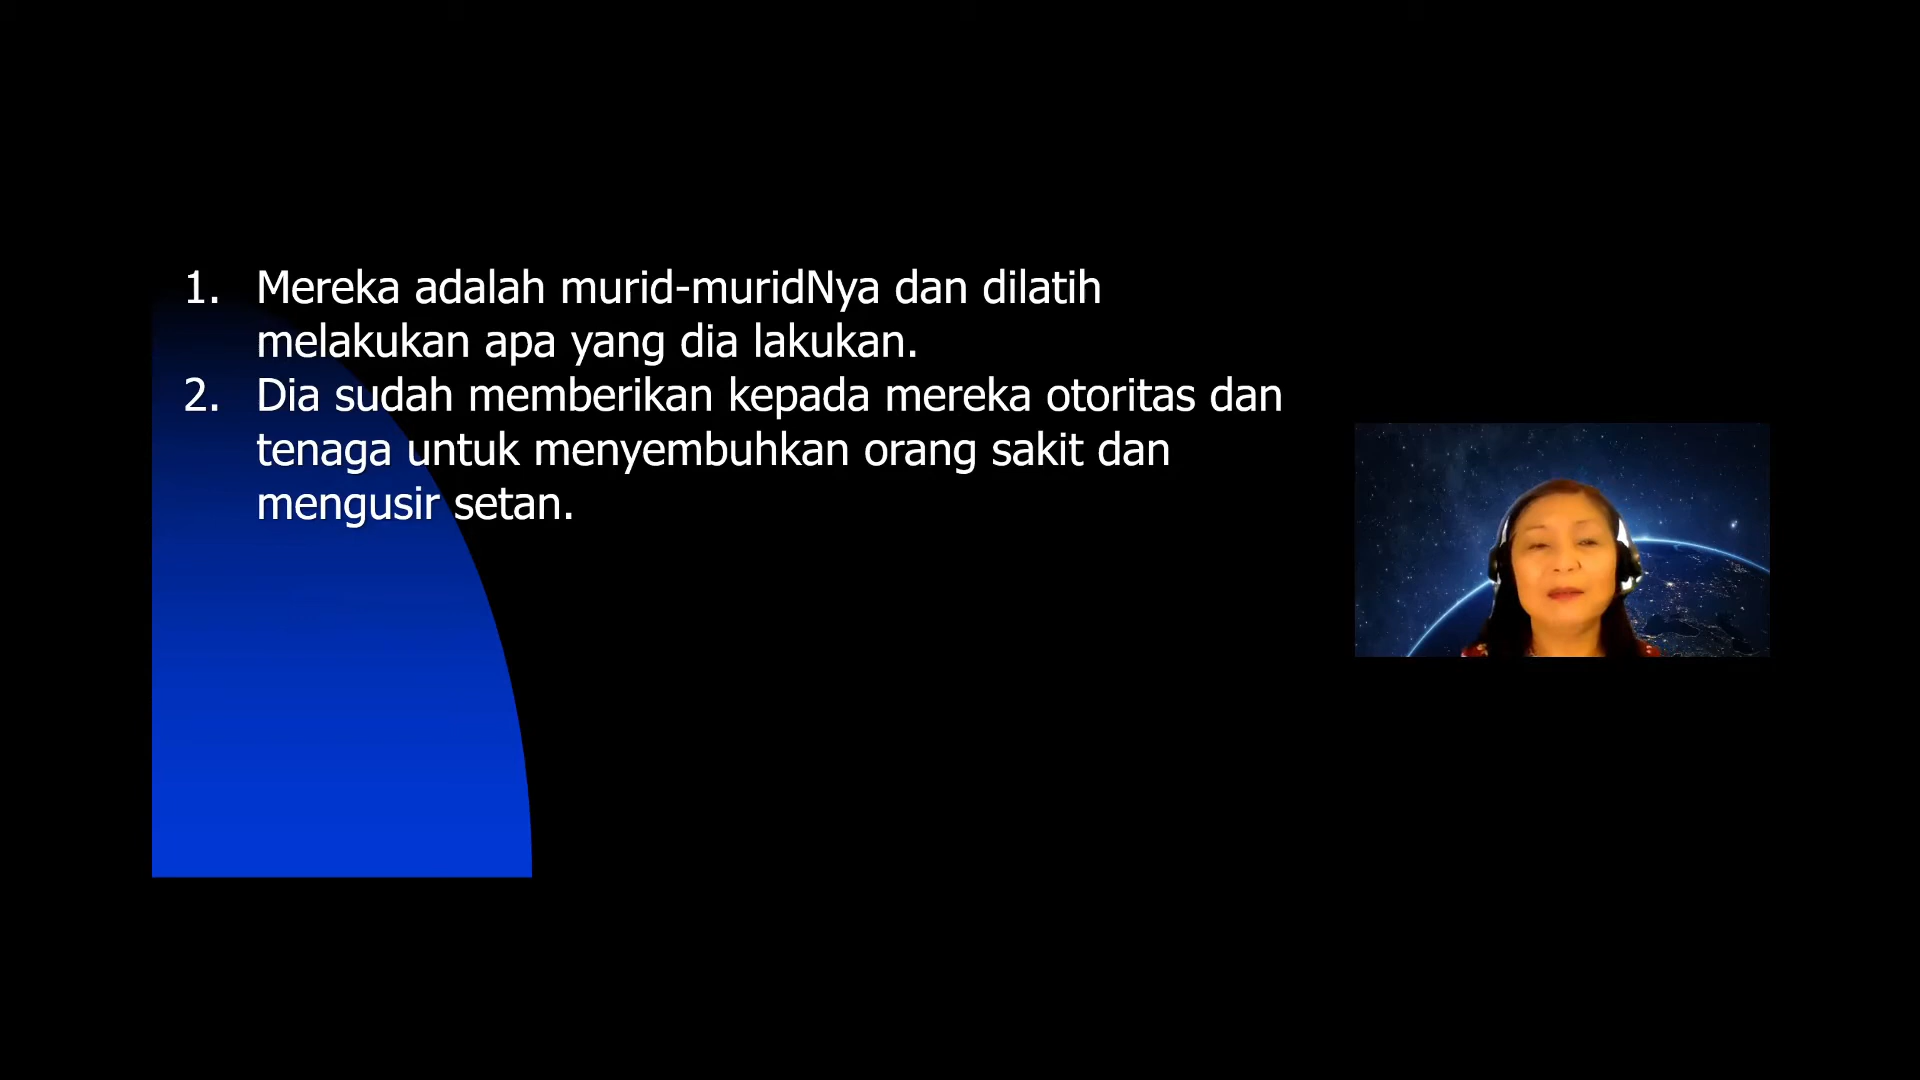 1. Mereka adalah murid-muridNya dan dilatih
melakukan apa yang dia lakukan.
2. Dia sudah memberikan kepada mereka otoritas dan
tenaga untuk menyembuhkan orang sakit dan
mengusir setan.